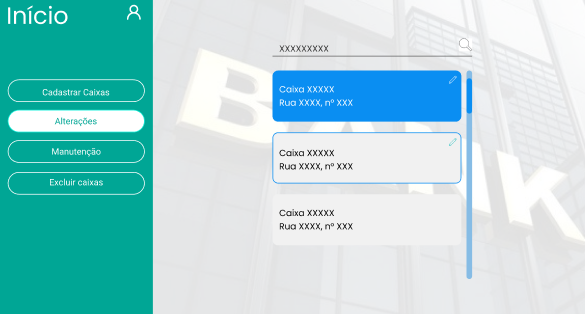 Início
Cadastrar Caixas
Alterações
Manutenção
Excluir caixas
XXXXXXXXX
BANK
Caixa XXXXX
Rua XXXX, nº XXX
Caixa XXXXX
Rua XXXX, nº XXX
Caixa XXXXX
Rua XXXX, nº XXX